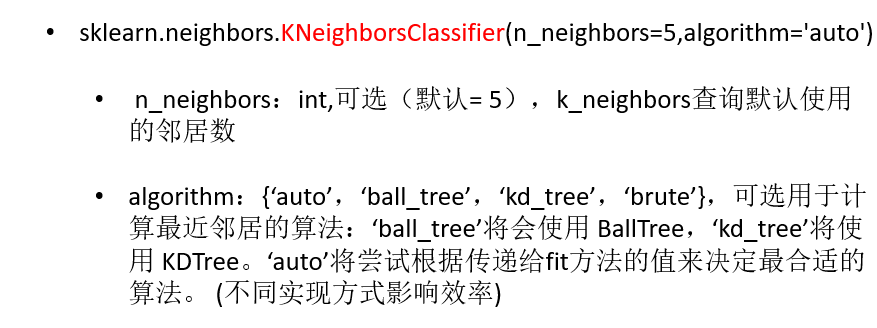 • sklearn.neighbors.KNeighborsClassifier(n_neighbors=5,algorithm='auto')
• n_neighbors：int,可选（默认= 5），k_neighbors查询默认使用
的邻居数
• algorithm：{‘auto’，‘ball_tree’，‘kd_tree’，‘brute’}，可选用于计
算最近邻居的算法：‘ball_tree’将会使用 BallTree，‘kd_tree’将使
用 KDTree。‘auto’将尝试根据传递给fit方法的值来决定最合适的
算法。 (不同实现方式影响效率)